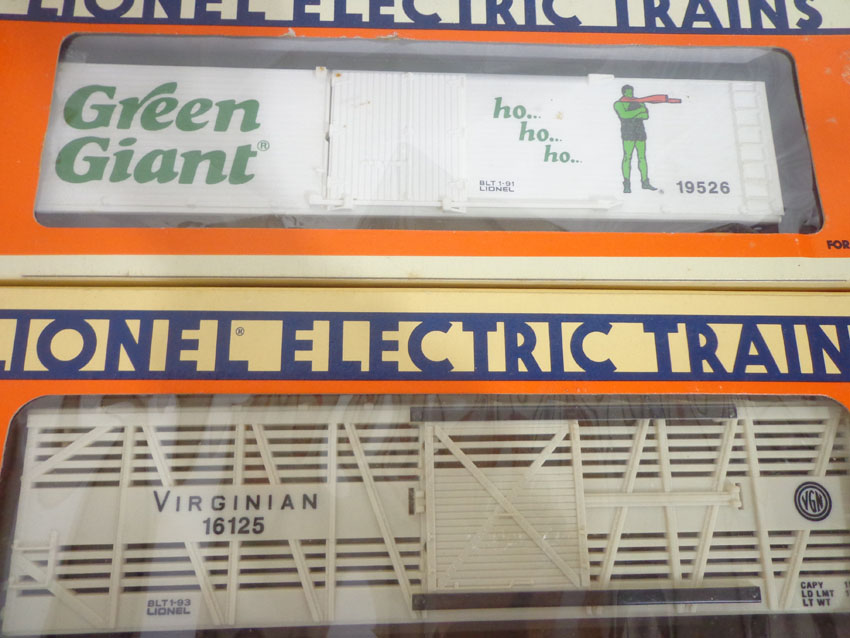 LIONEL ELECTRIC TRAINS
Green
Giant®
ho...
ho...
ho...
BLT 1-91
LIONEL
19526
FOR
LIONEL® ELECTRIC TRAIN
VIRGINIAN
16125
VGN
BLT 1-93
LIONEL
CAPY
LD LMT
LT WT